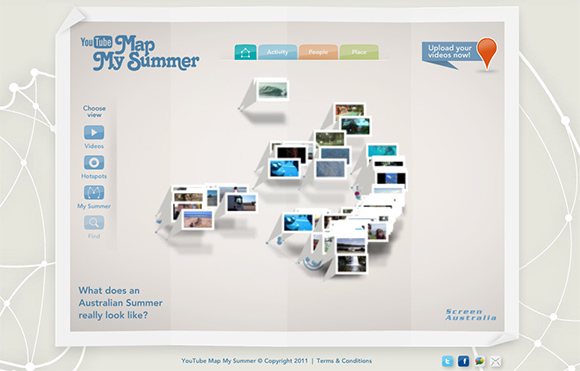 YouTube Map
My Summer
Activity
People
Place
Upload your
videos now!
Choose
view
Videos
Hotspots
My Summer
Find
What does an
Australian Summer
really look like?
Screen
Australia
YouTube Map My Summer © Copyright 2011 | Terms & Conditions